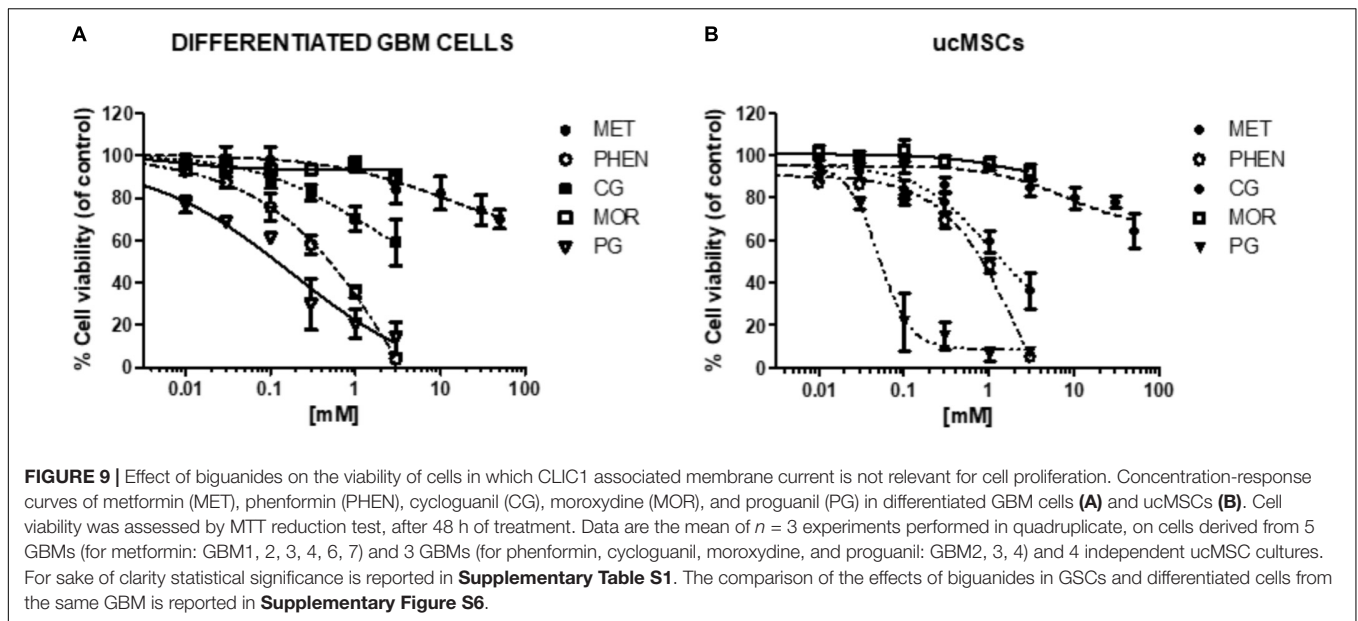 A DIFFERENTIATED GBM CELLS
% Cell viability (of control)
120
100
80
60
40
20
0
0.01 0.1 1 10 100
[mM]
MET
PHEN
CG
MOR
PG
B ucMSCs
% Cell viability (of control)
120
100
80
60
40
20
0
0.01 0.1 1 10 100
[mM]
MET
PHEN
CG
MOR
PG
FIGURE 9 | Effect of biguanides on the viability of cells in which CLIC1 associated membrane current is not relevant for cell proliferation. Concentration-response
curves of metformin (MET), phenformin (PHEN), cycloguanil (CG), moroxydine (MOR), and proguanil (PG) in differentiated GBM cells (A) and ucMSCs (B). Cell
viability was assessed by MTT reduction test, after 48 h of treatment. Data are the mean of n = 3 experiments performed in quadruplicate, on cells derived from 5
GBMs (for metformin: GBM1, 2, 3, 4, 6, 7) and 3 GBMs (for phenformin, cycloguanil, moroxydine, and proguanil: GBM2, 3, 4) and 4 independent ucMSC cultures.
For sake of clarity statistical significance is reported in Supplementary Table S1. The comparison of the effects of biguanides in GSCs and differentiated cells from
the same GBM is reported in Supplementary Figure S6.